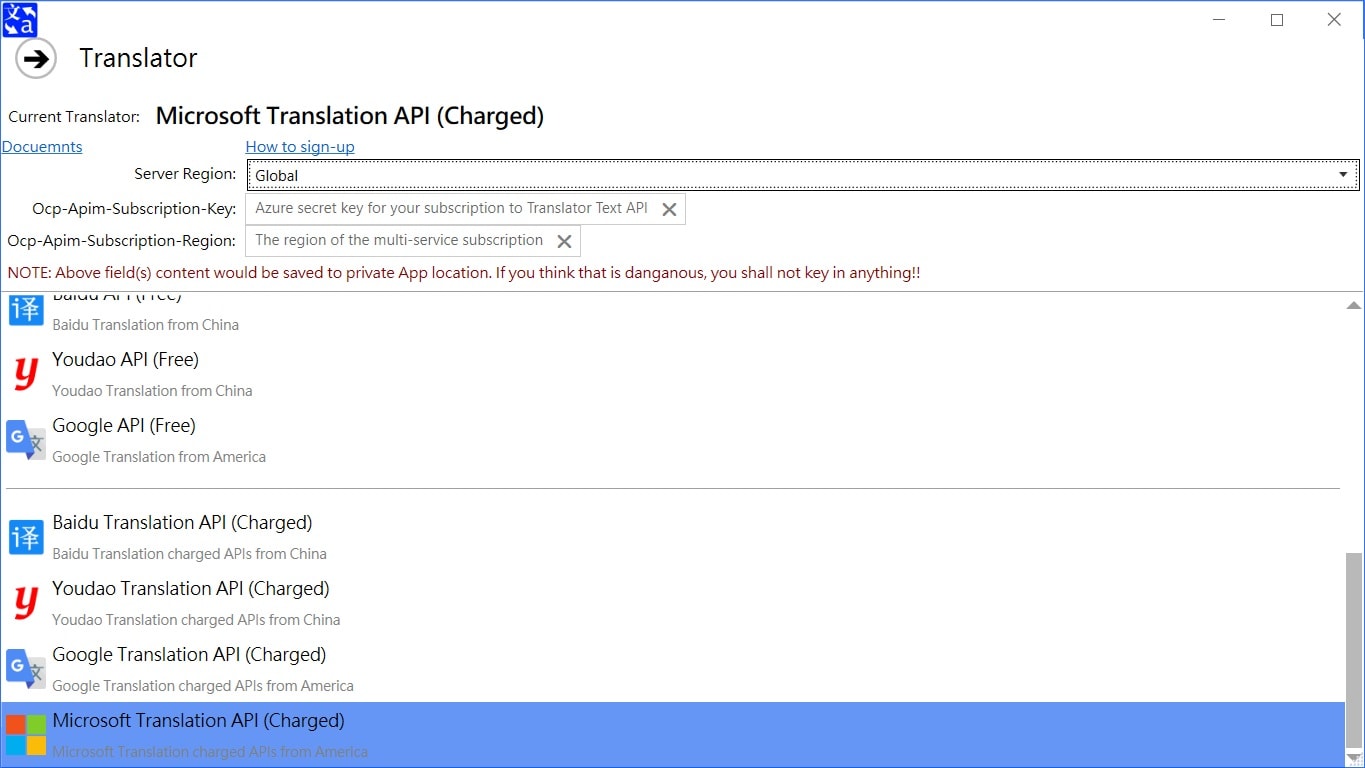 Translator
Current Translator: Microsoft Translation API (Charged)
Docuemnts How to sign-up
Server Region: Global
Ocp-Apim-Subscription-Key: Azure secret key for your subscription to Translator Text API
Ocp-Apim-Subscription-Region: The region of the multi-service subscription
NOTE: Above field(s) content would be saved to private App location. If you think that is danganous, you shall not key in anything!!
Baidu API (Free)
Baidu Translation from China
Youdao API (Free)
Youdao Translation from China
Google API (Free)
Google Translation from America
Baidu Translation API (Charged)
Baidu Translation charged APIs from China
Youdao Translation API (Charged)
Youdao Translation charged APIs from China
Google Translation API (Charged)
Google Translation charged APIs from America
Microsoft Translation API (Charged)
Microsoft Translation charged APIs from America